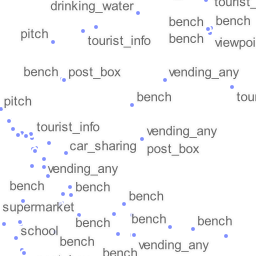 tourist_
drinking_water
bench bench
pitch
tourist_info
bench
viewpoi
bench post_box
vending_any
bench
tou
pitch
tourist_info
vending_any
car_sharing
post_box
vending_any
bench
bench
bench
supermarket
bench
bench
bench
school
bench
vending_any
bench